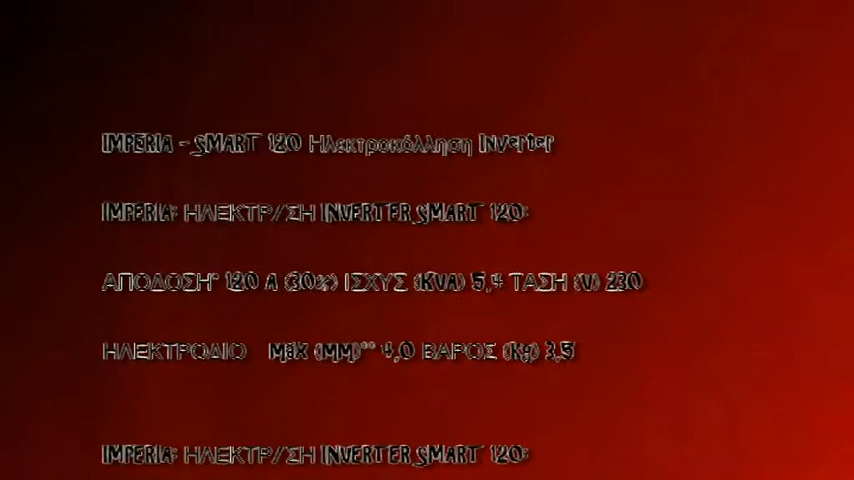 IMPERIA - SMART 120 Ηλεκτροκόλληση Inverter
IMPERIA: ΗΛΕΚΤΡ/ΣΗ INVERTER SMART 120:
ΑΠΟΔΟΣΗ* 120 A (30%) ΙΣΧΥΣ (KVA) 5,4 ΤΑΣΗ (V) 230
ΗΛΕΚΤΡΟΔΙΟ Max (MM)** 4,0 ΒΑΡΟΣ (Kg) 3,5
IMPERIA: ΗΛΕΚΤΡ/ΣΗ INVERTER SMART 120: